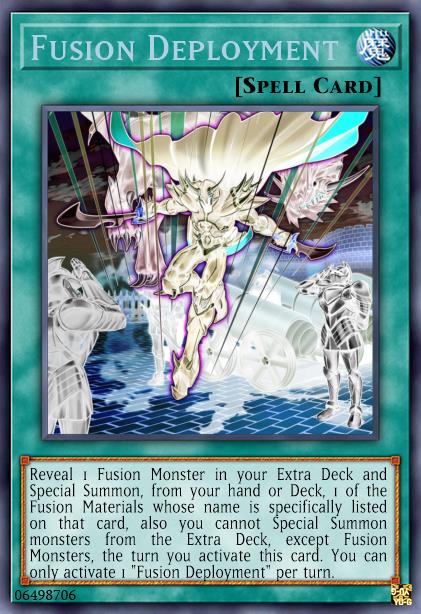 Fusion Deployment
[Spell Card]
Reveal 1 Fusion Monster in your Extra Deck and
Special Summon, from your hand or Deck, 1 of the
Fusion Materials whose name is specifically listed
on that card, also you cannot Special Summon
monsters from the Extra Deck, except Fusion
Monsters, the turn you activate this card. You can
only activate 1 "Fusion Deployment" per turn.
06498706